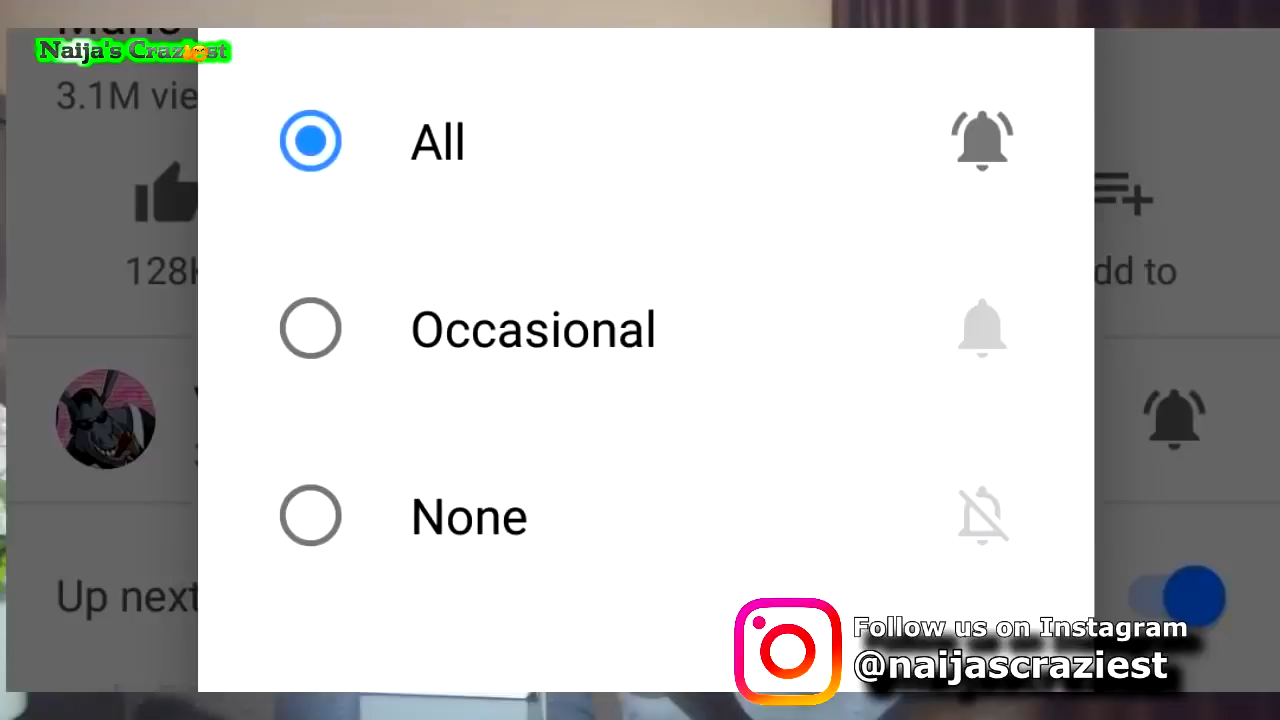 Naija's Craziest
3.1M vie
All
128K
dd to
Occasional
None
Up next
Follow us on Instagram
@naijascraziest